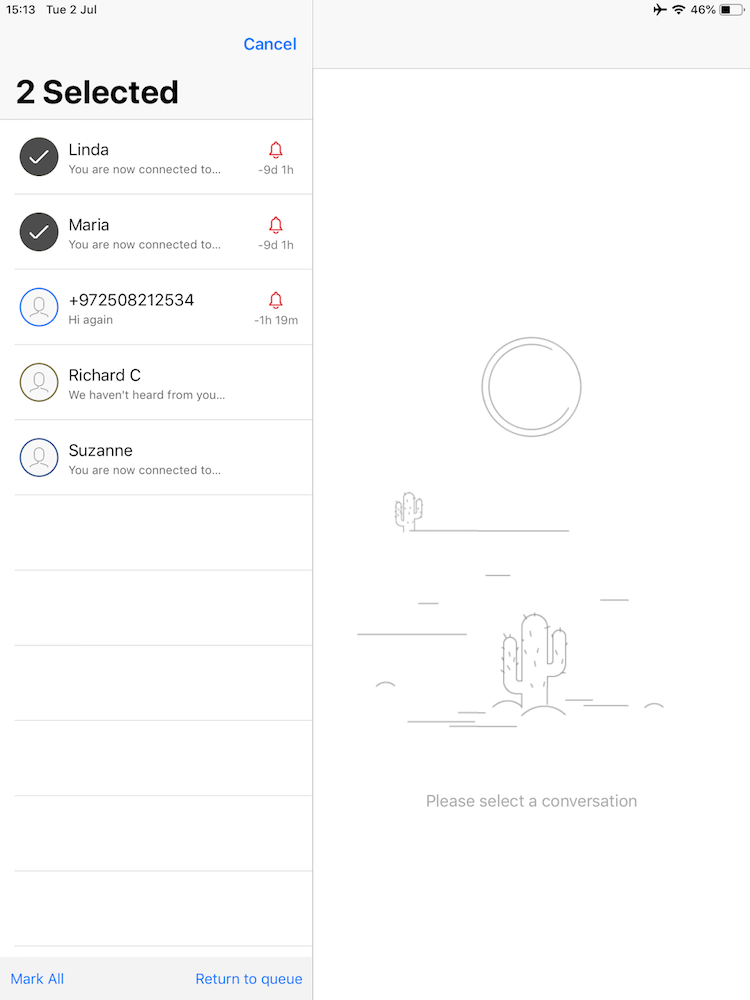 15:13 Tue 2 Jul
46%
Cancel
2 Selected
Linda
You are now connected to...
-9d 1h
Maria
You are now connected to...
-9d 1h
+972508212534
Hi again
-1h 19m
Richard C
We haven't heard from you...
Suzanne
You are now connected to...
Please select a conversation
Mark All
Return to queue